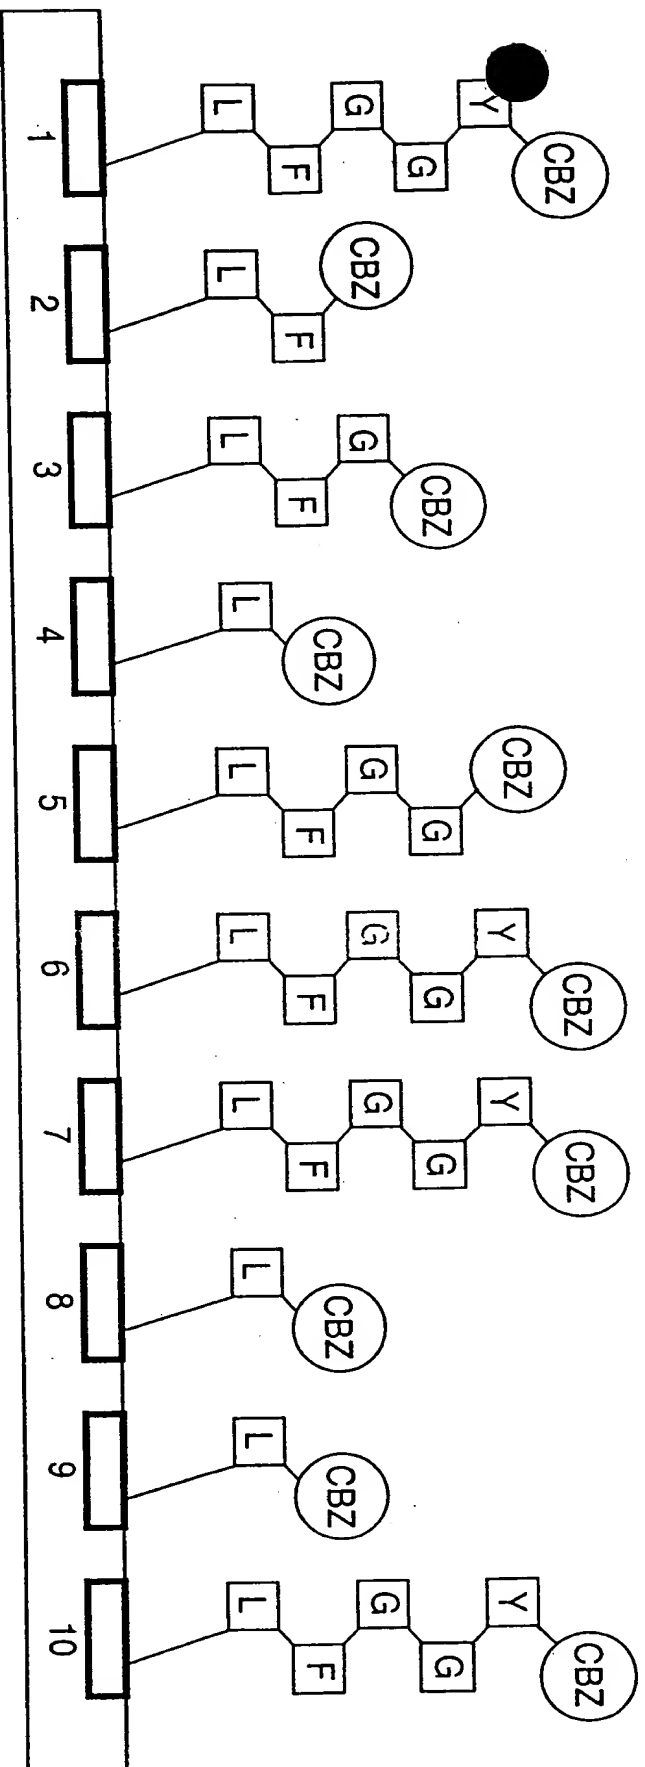 1 L F G G Y CBZ
2 L F CBZ
3 L F G CBZ
4 L CBZ
5 L F G G CBZ
6 L F G G Y CBZ
7 L F G G Y CBZ
8 L CBZ
9 L CBZ
10 L F G G Y CBZ